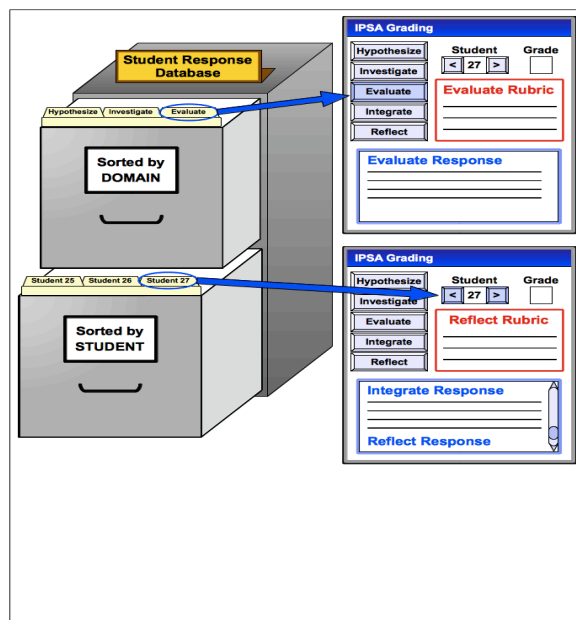 Student Response
Database
Hypothesize
Investigate
Evaluate
Sorted by
DOMAIN
Student 25
Student 26
Student 27
Sorted by
STUDENT
IPSA Grading
Hypothesize
Investigate
Evaluate
Integrate
Reflect
Student
< 27 >
Grade
Evaluate Rubric
Evaluate Response
IPSA Grading
Hypothesize
Investigate
Evaluate
Integrate
Reflect
Student
< 27 >
Grade
Reflect Rubric
Integrate Response
Reflect Response